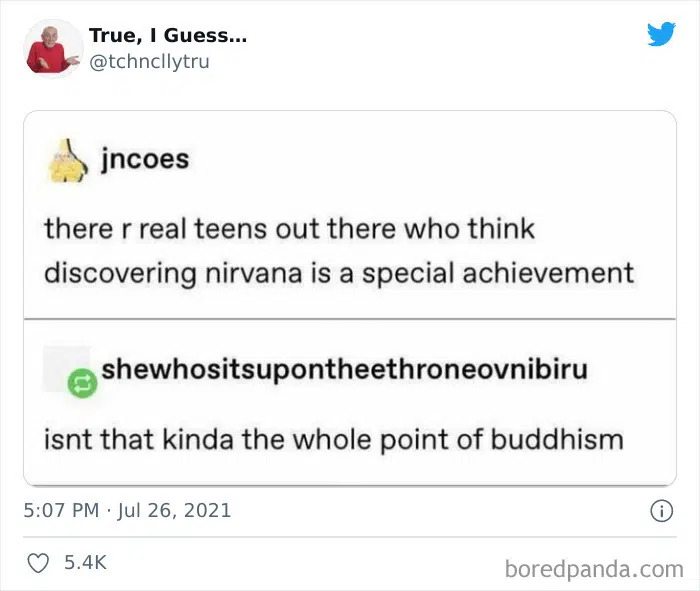 True, I Guess...
@tchncllytru
jncoes
there r real teens out there who think
discovering nirvana is a special achievement
shewhositsupontheethroneovnibiru
isnt that kinda the whole point of buddhism
5:07 PM · Jul 26, 2021
5.4K
boredpanda.com